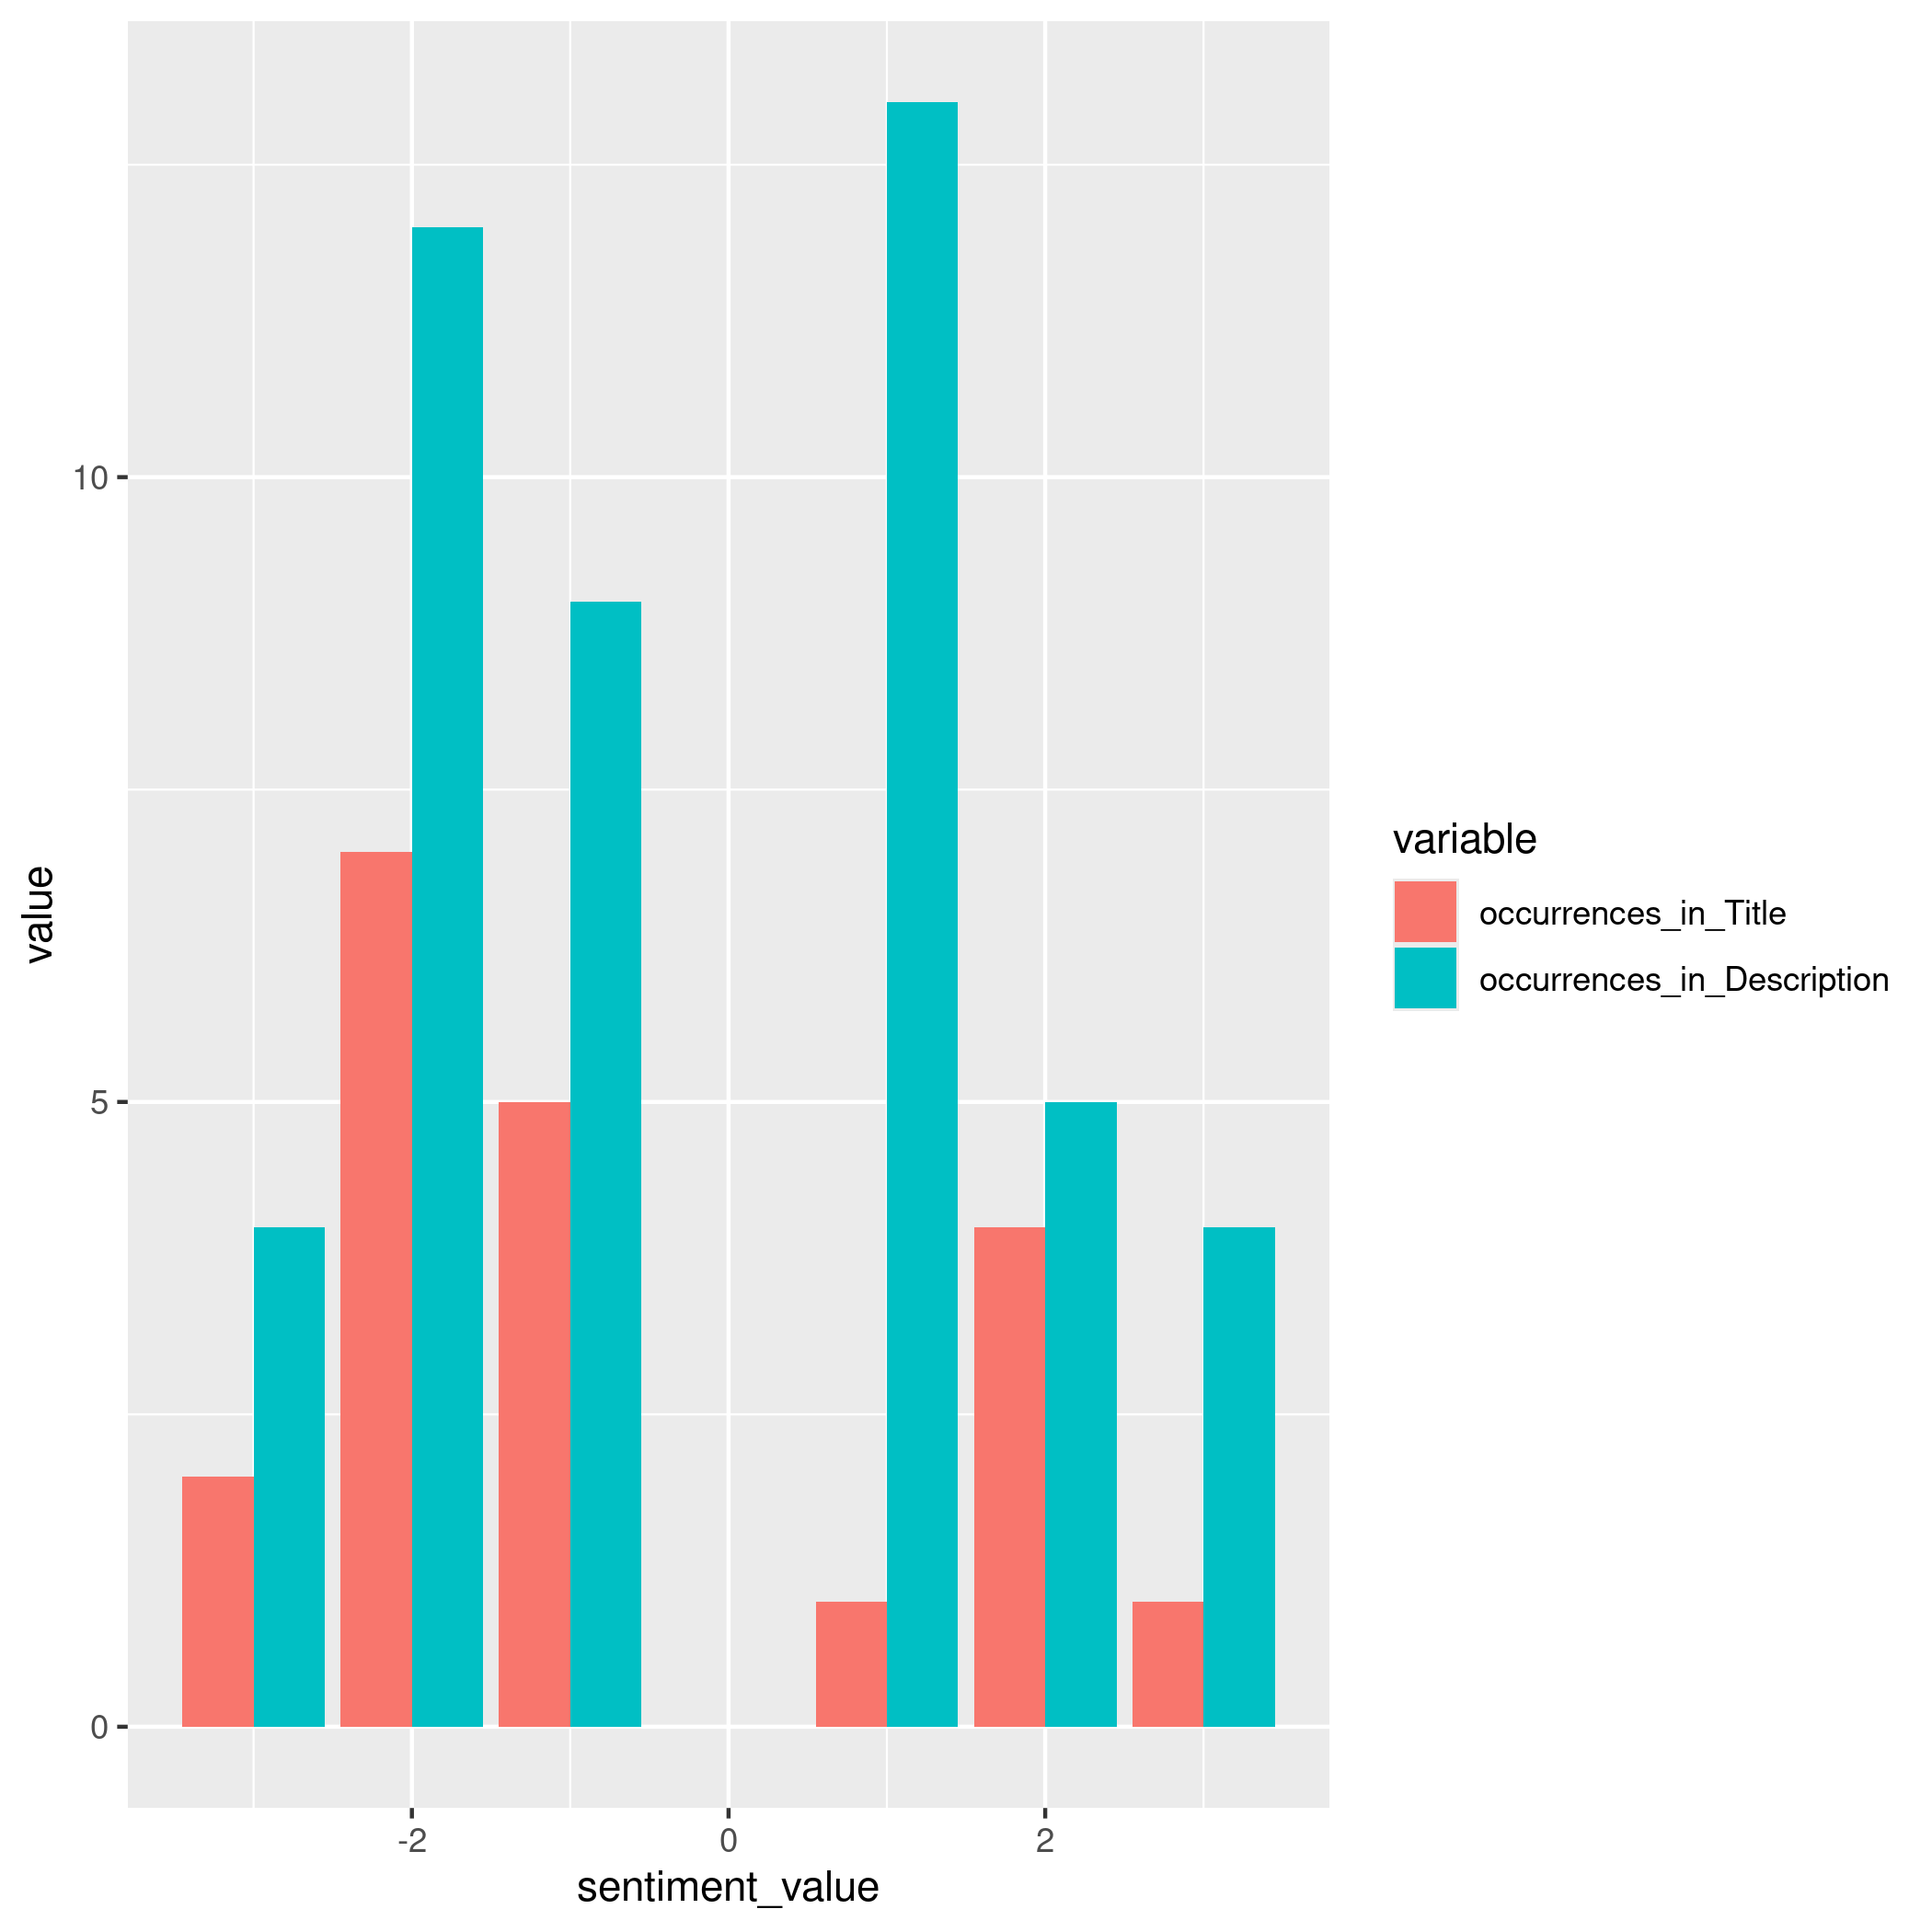 10
5
0
value
-2
0
2
sentiment_value
variable
occurrences_in_Title
occurrences_in_Description